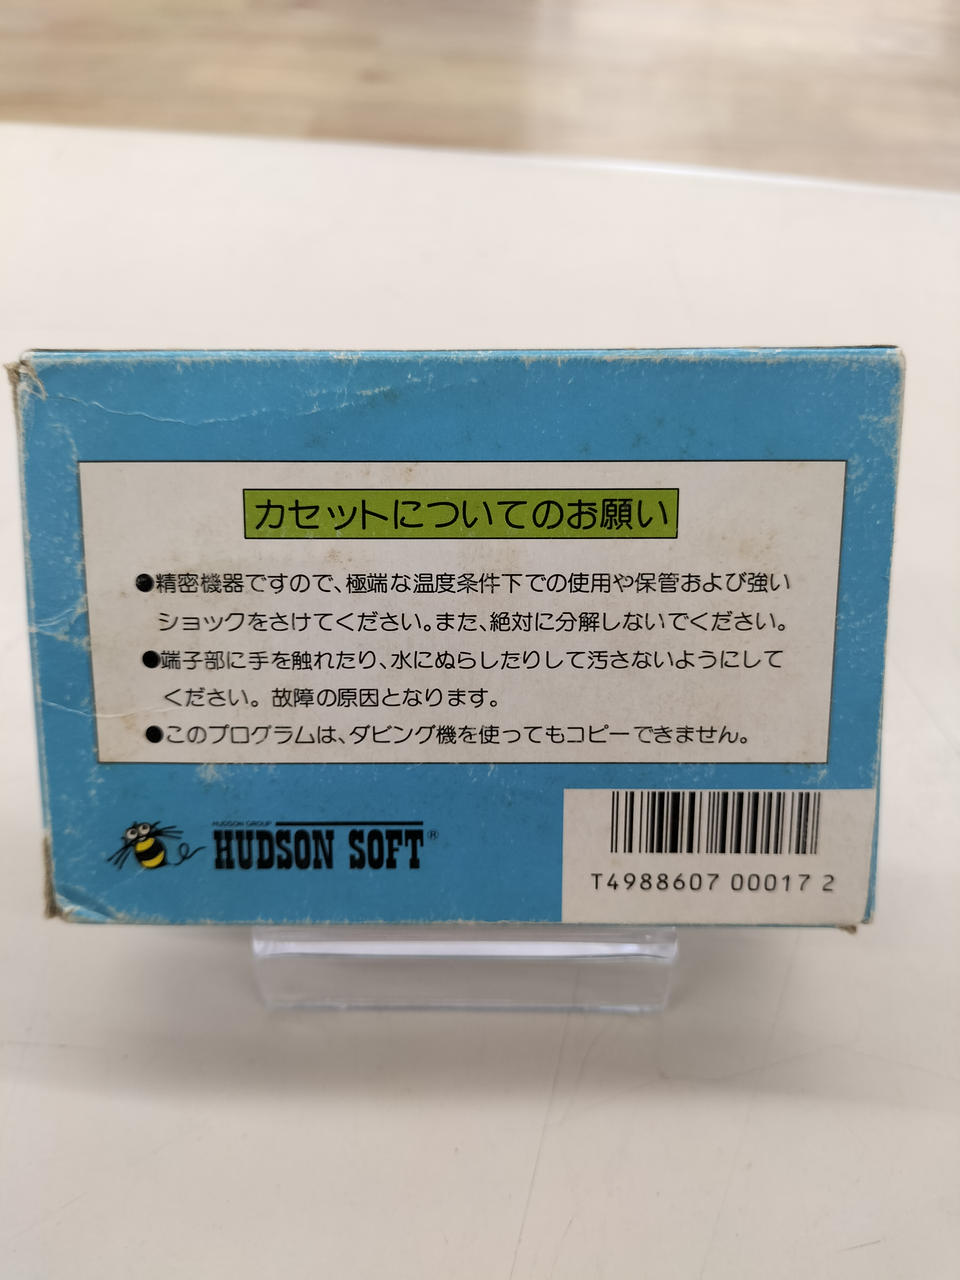 カセットについてのお願い
●精密機器ですので、極端な温度条件下での使用や保管および強い
ショックをさけてください。また、絶対に分解しないでください。
●端子部に手を触れたり、水にぬらしたりして汚さないようにして
ください。故障の原因となります。
●このプログラムは、ダビング機を使ってもコピーできません。
HUDSON GROUP
HUDSON SOFT®
T4988607 00017 2